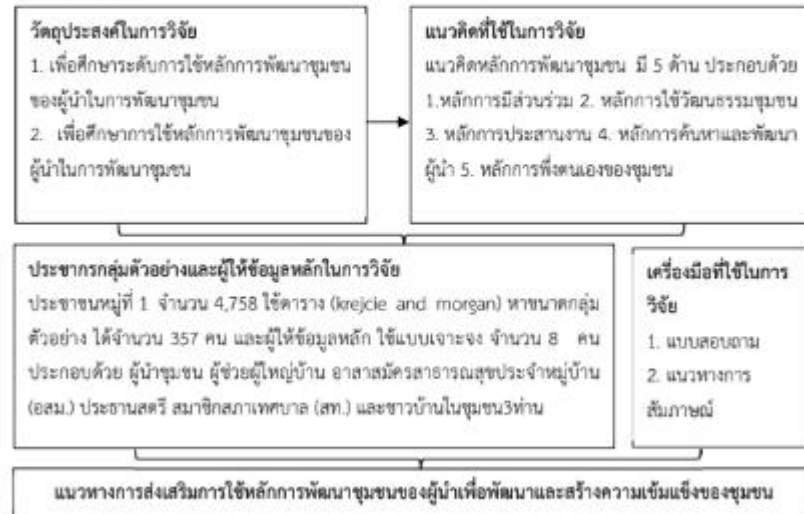 วัตถุประสงค์ในการวิจัย
1. เพื่อศึกษาระดับการใช้หลักการพัฒนาชุมชน
ของผู้นำในการพัฒนาชุมชน
2. เพื่อศึกษาการใช้หลักการพัฒนาชุมชนของ
ผู้นำในการพัฒนาชุมชน
แนวคิดที่ใช้ในการวิจัย
แนวคิดหลักการพัฒนาชุมชน มี 5 ด้าน ประกอบด้วย
1.หลักการมีส่วนร่วม 2. หลักการใช้วัฒนธรรมชุมชน
3. หลักการประสานงาน 4. หลักการค้นหาและพัฒนา
ผู้นำ 5. หลักการพึ่งตนเองของชุมชน
ประชากรกลุ่มตัวอย่างและผู้ให้ข้อมูลหลักในการวิจัย
ประชาชนหมู่ที่ 1 จำนวน 4,758 ใช้ตาราง (krejcie and morgan) หาขนาดกลุ่ม
ตัวอย่าง ได้จำนวน 357 คน และผู้ให้ข้อมูลหลัก ใช้แบบเจาะจง จำนวน 8 คน
ประกอบด้วย ผู้นำชุมชน ผู้ช่วยผู้ใหญ่บ้าน อาสาสมัครสาธารณสุขประจำหมู่บ้าน
(อสม.) ประธานสตรี สมาชิกสภาเทศบาล (สท.) และชาวบ้านในชุมชน3ท่าน
เครื่องมือที่ใช้ในการ
วิจัย
1. แบบสอบถาม
2. แนวทางการ
สัมภาษณ์
แนวทางการส่งเสริมการใช้หลักการพัฒนาชุมชนของผู้นำเพื่อพัฒนาและสร้างความเข้มแข็งของชุมชน